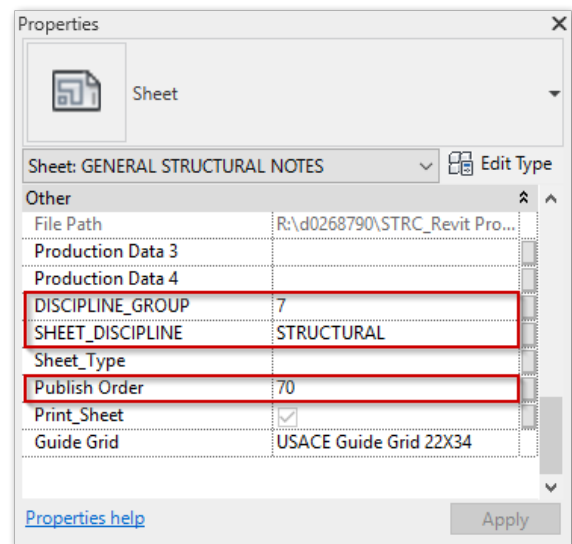 Properties
Sheet
Sheet: GENERAL STRUCTURAL NOTES Edit Type
Other
File Path R:\d0268790\STRC_Revit Pro...
Production Data 3
Production Data 4
DISCIPLINE_GROUP 7
SHEET_DISCIPLINE STRUCTURAL
Sheet_Type
Publish Order 70
Print_Sheet
Guide Grid USACE Guide Grid 22X34
Properties help Apply